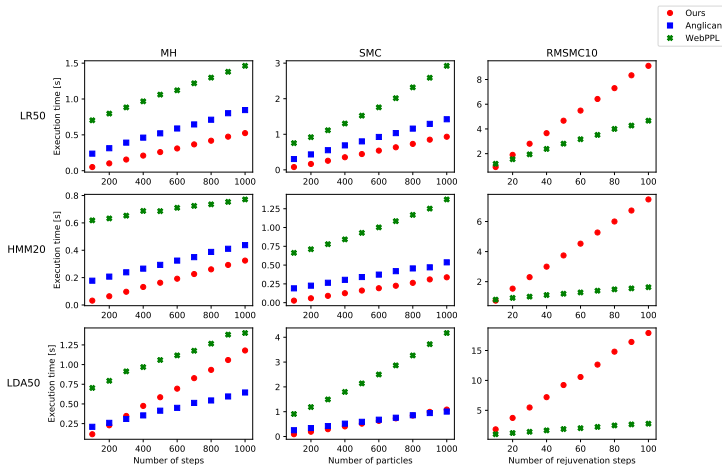 Ours
Anglican
WebPPL
MH
SMC
RMSMC10
LR50
Execution time [s]
1.5
1.0
0.5
0.0
200 400 600 800 1000
3
2
1
0
200 400 600 800 1000
8
6
4
2
20 40 60 80 100
HMM20
Execution time [s]
0.8
0.6
0.4
0.2
0.0
200 400 600 800 1000
1.25
1.00
0.75
0.50
0.25
0.00
200 400 600 800 1000
6
4
2
20 40 60 80 100
LDA50
Execution time [s]
1.25
1.00
0.75
0.50
0.25
200 400 600 800 1000
Number of steps
4
3
2
1
0
200 400 600 800 1000
Number of particles
15
10
5
20 40 60 80 100
Number of rejuvenation steps